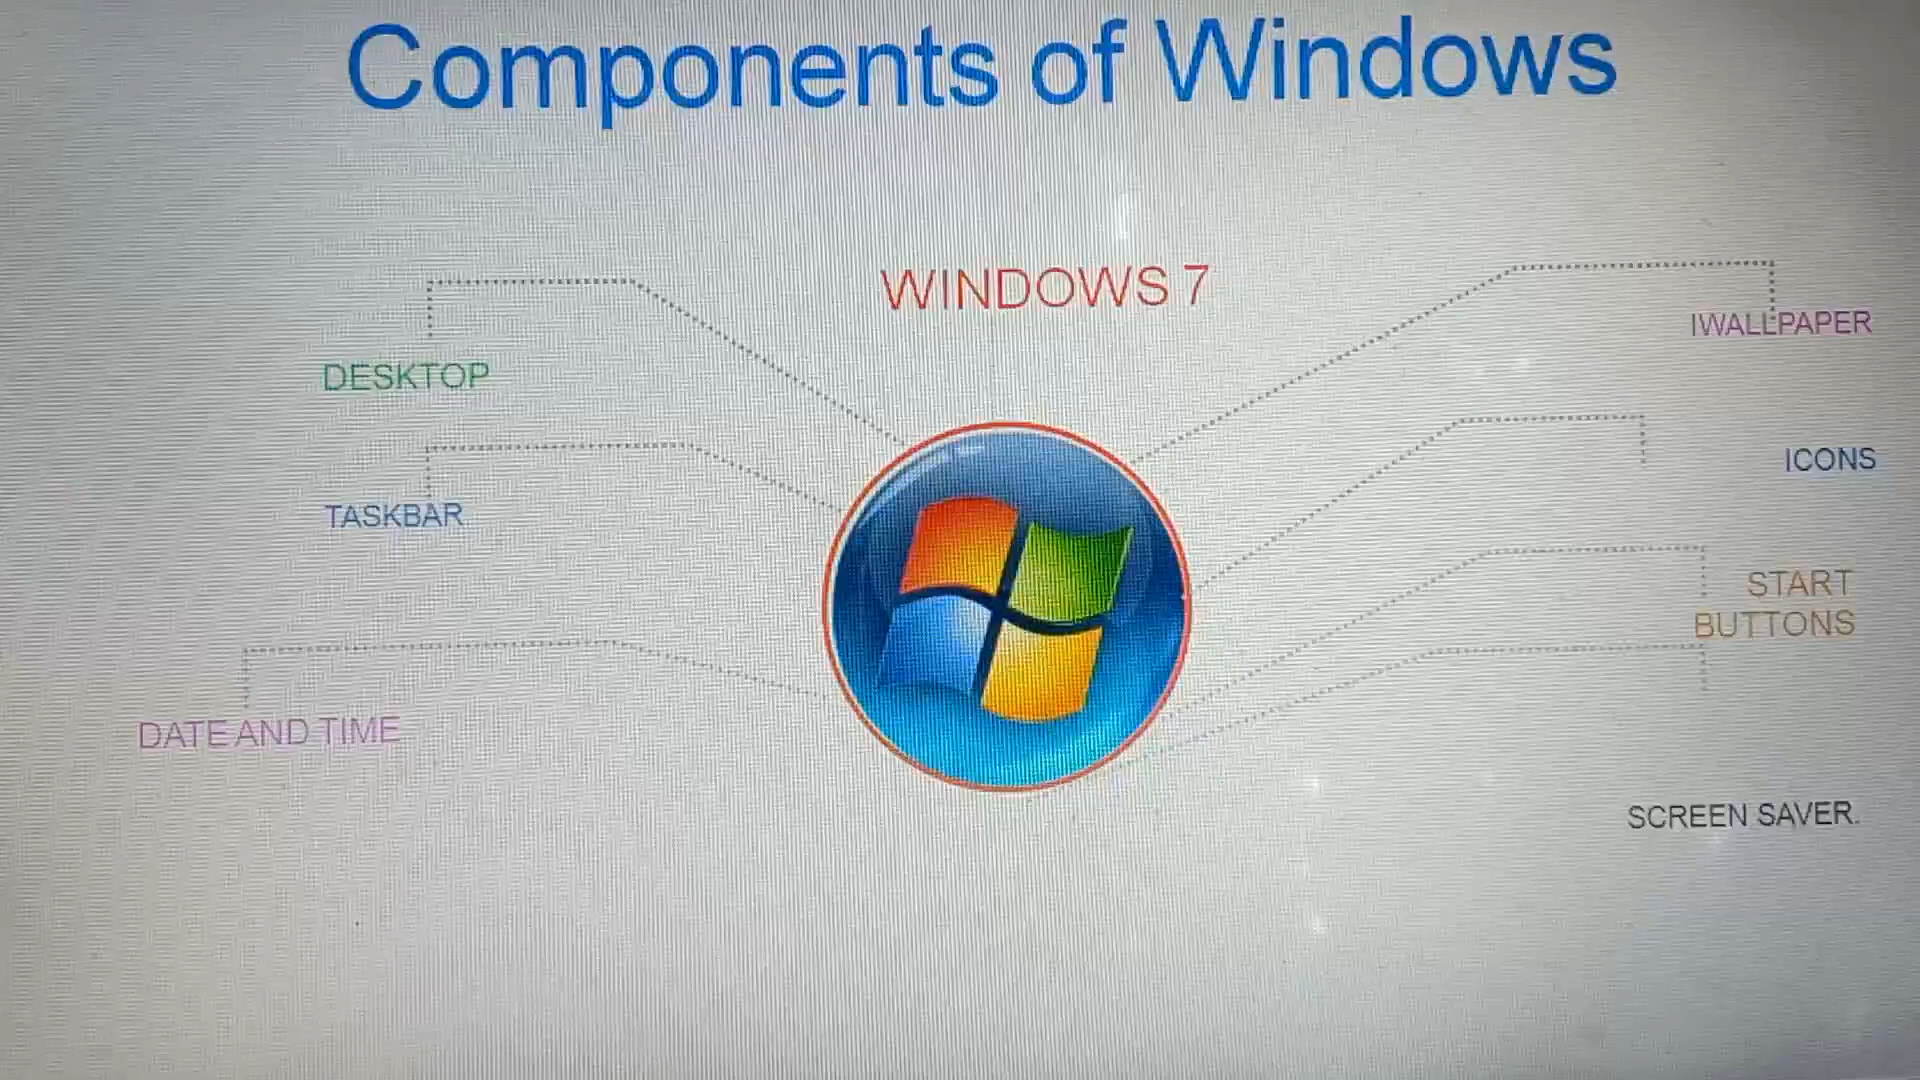 Components of Windows
WINDOWS 7
DESKTOP
TASKBAR
DATE AND TIME
IWALLPAPER
ICONS
START
BUTTONS
SCREEN SAVER.